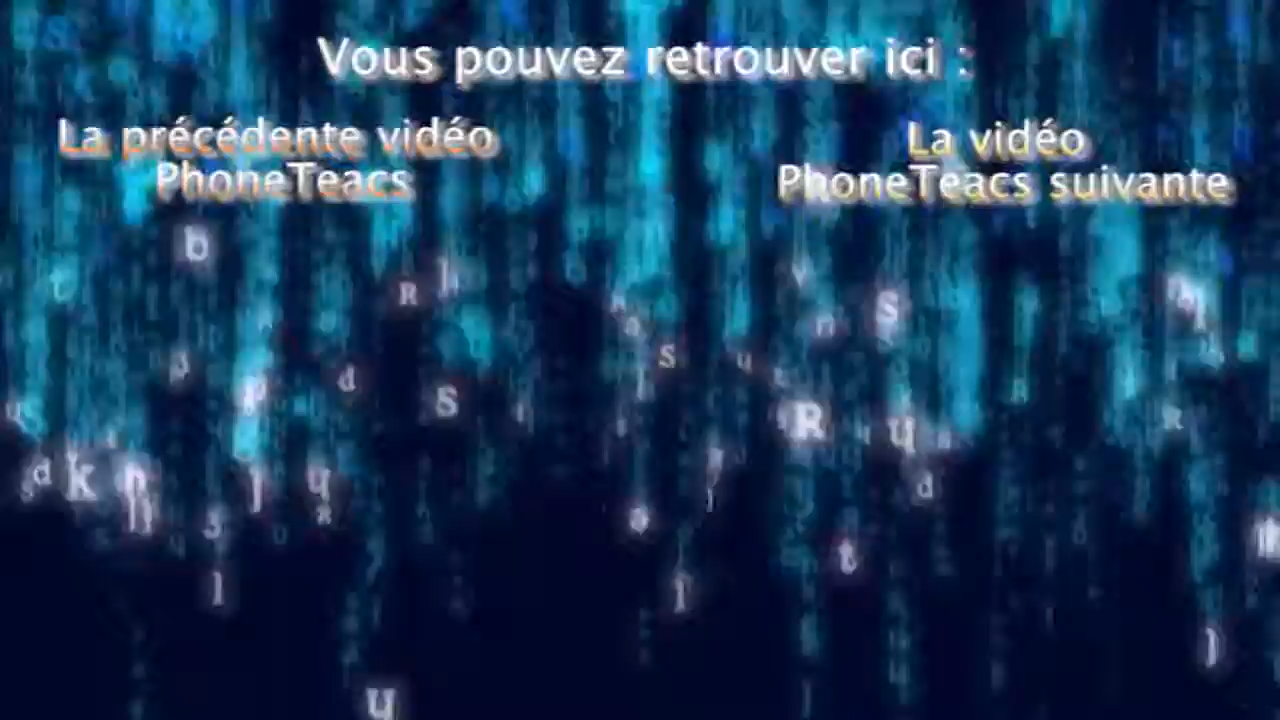 Vous pouvez retrouver ici :
La précédente vidéo
PhoneTeacs
La vidéo
PhoneTeacs suivante